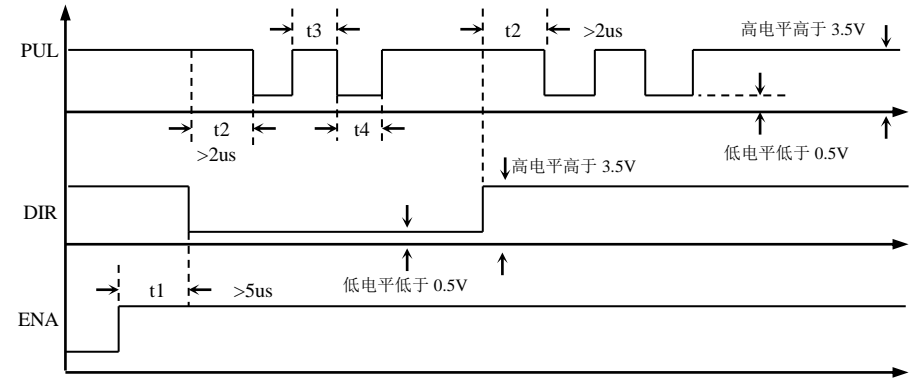 t3
t2
>2us
高电平高于 3.5V
PUL
t2
t4
>2us
低电平低于 0.5V
高电平高于 3.5V
DIR
t1
>5us
低电平低于 0.5V
ENA